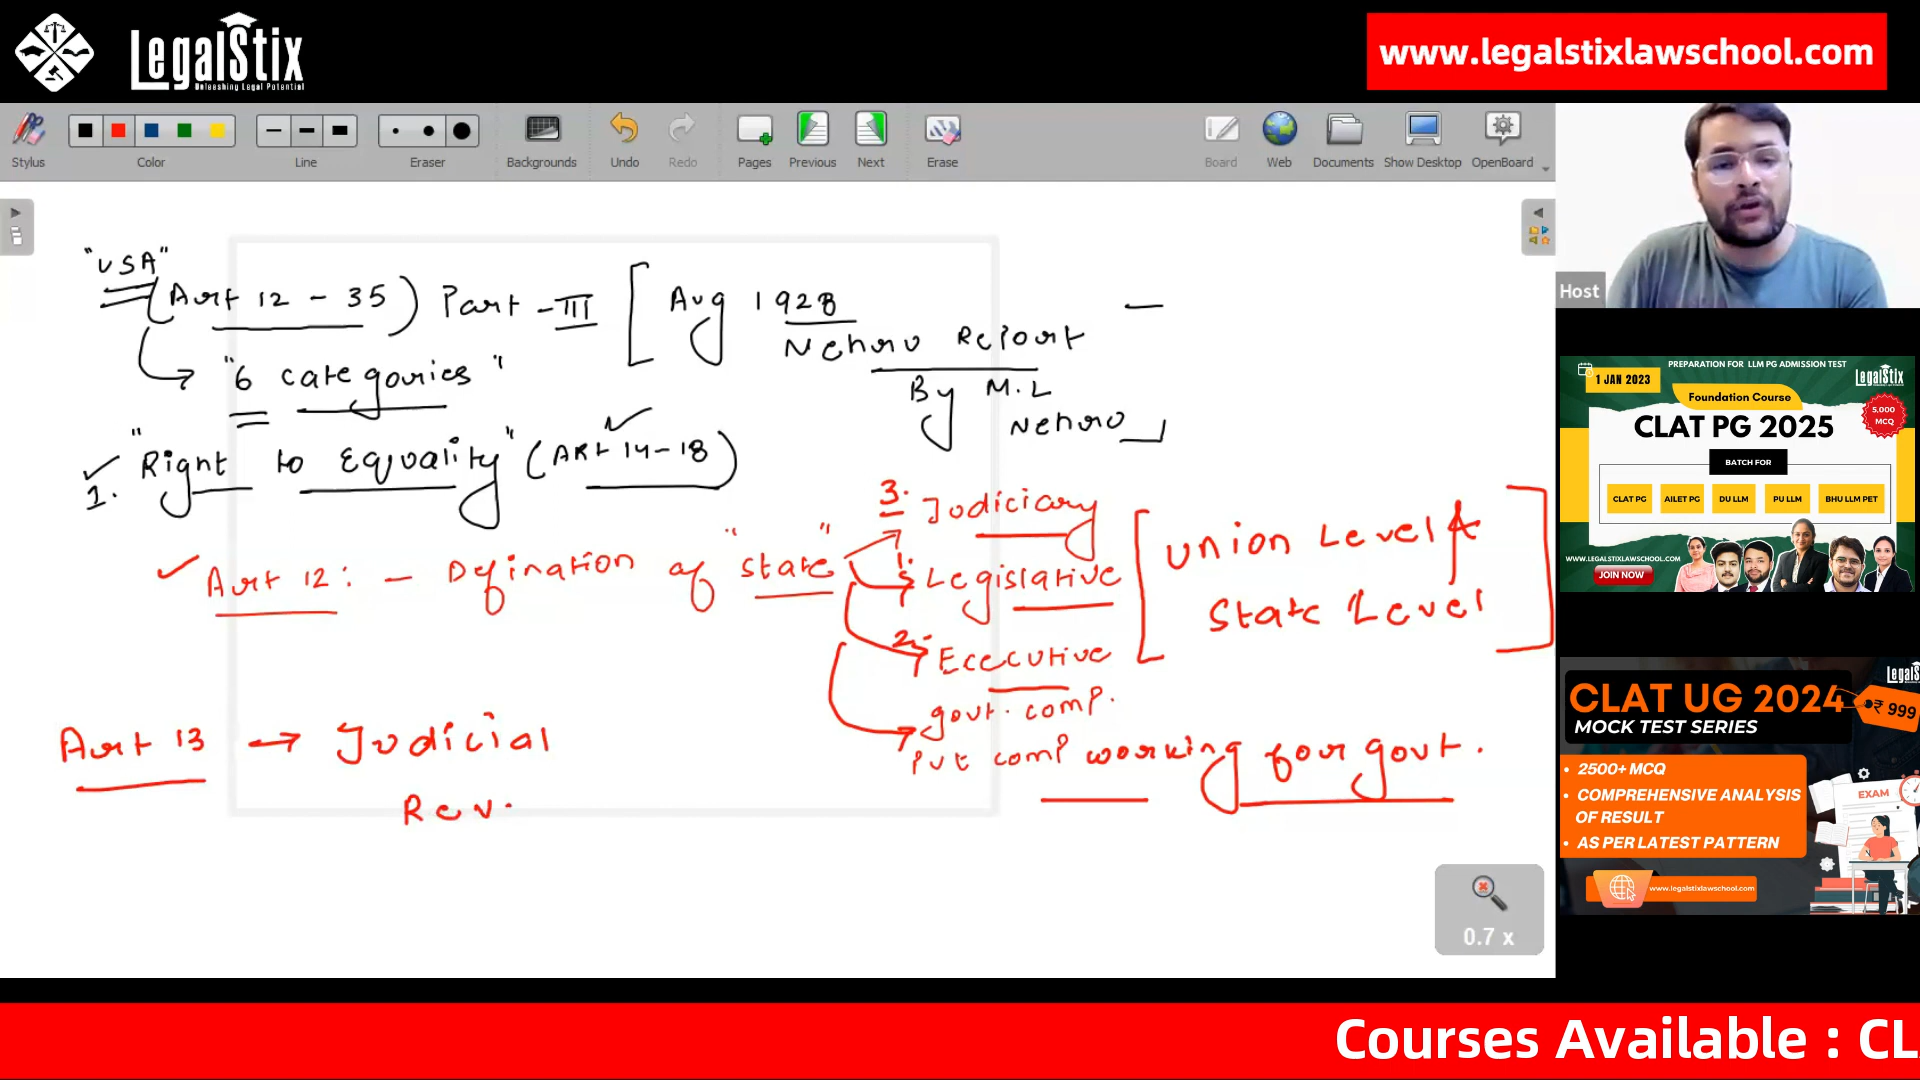 LegalStix
Unleashing Legal Potential
www.legalstixlawschool.com
Stylus
Color
Line
Eraser
Backgrounds
Undo
Redo
Pages
Previous
Next
Erase
Board
Web
Documents
Show Desktop
OpenBoard
"USA"
(Art 12 - 35) Part - III [ Aug 1928
Nehru Report
By M.L
Nehru ]
"6 categories"
1. "Right to Equality" (Art 14-18)
Art 12 : - Defination of "state"
3. Judiciary
1. Legislative
2.Ececutive
govt. comp.
Pvt comp working for govt.
[ Union Level &
State Level ]
Art 13 → Judicial
Rev.
0.7 x
Host
1 JAN 2023
PREPARATION FOR LLM PG ADMISSION TEST
LegalStix
Foundation Course
5,000
MCQ
CLAT PG 2025
BATCH FOR
CLAT PG
AILET PG
DU LLM
PU LLM
BHU LLM PET
WWW.LEGALSTIXLAWSCHOOL.COM
JOIN NOW
LegalSt
CLAT UG 2024
₹ 999
MOCK TEST SERIES
• 2500+ MCQ
• COMPREHENSIVE ANALYSIS
OF RESULT
• AS PER LATEST PATTERN
EXAM
www.legalstixlawschool.com
Courses Available : CL